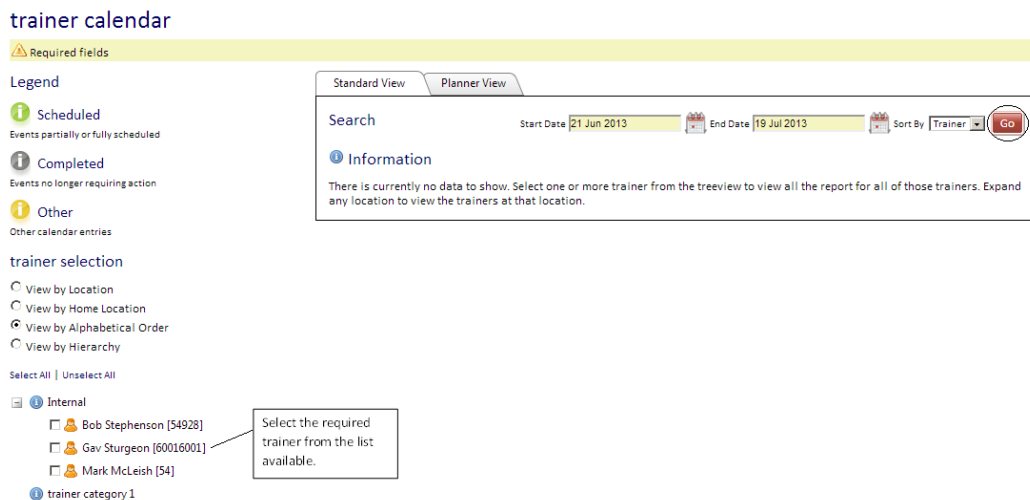 trainer calendar
Required fields
Legend
Scheduled
Events partially or fully scheduled
Completed
Events no longer requiring action
Other
Other calendar entries
trainer selection
View by Location
View by Home Location
View by Alphabetical Order
View by Hierarchy
Select All | Unselect All
Internal
Bob Stephenson [54928]
Gav Sturgeon [60016001]
Mark McLeish [54]
trainer category 1
Select the required
trainer from the list
available.
Standard View Planner View
Search Start Date 21 Jun 2013 End Date 19 Jul 2013 Sort By Trainer Go
Information
There is currently no data to show. Select one or more trainer from the treeview to view all the report for all of those trainers. Expand
any location to view the trainers at that location.